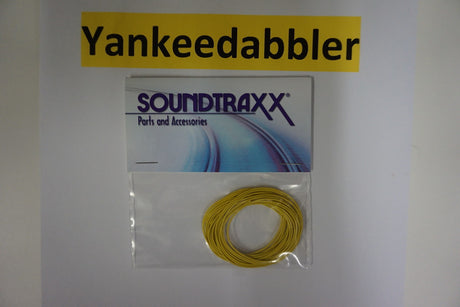 Yankeedabbler
SOUNDTRAXX®
Parts and Accessories